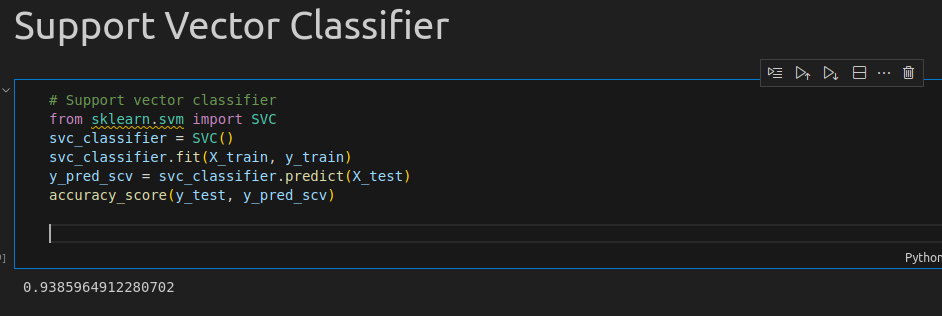 Support Vector Classifier
# Support vector classifier
from sklearn.svm import SVC
svc_classifier = SVC()
svc_classifier.fit(X_train, y_train)
y_pred_scv = svc_classifier.predict(X_test)
accuracy_score(y_test, y_pred_scv)
Python
0.9385964912280702